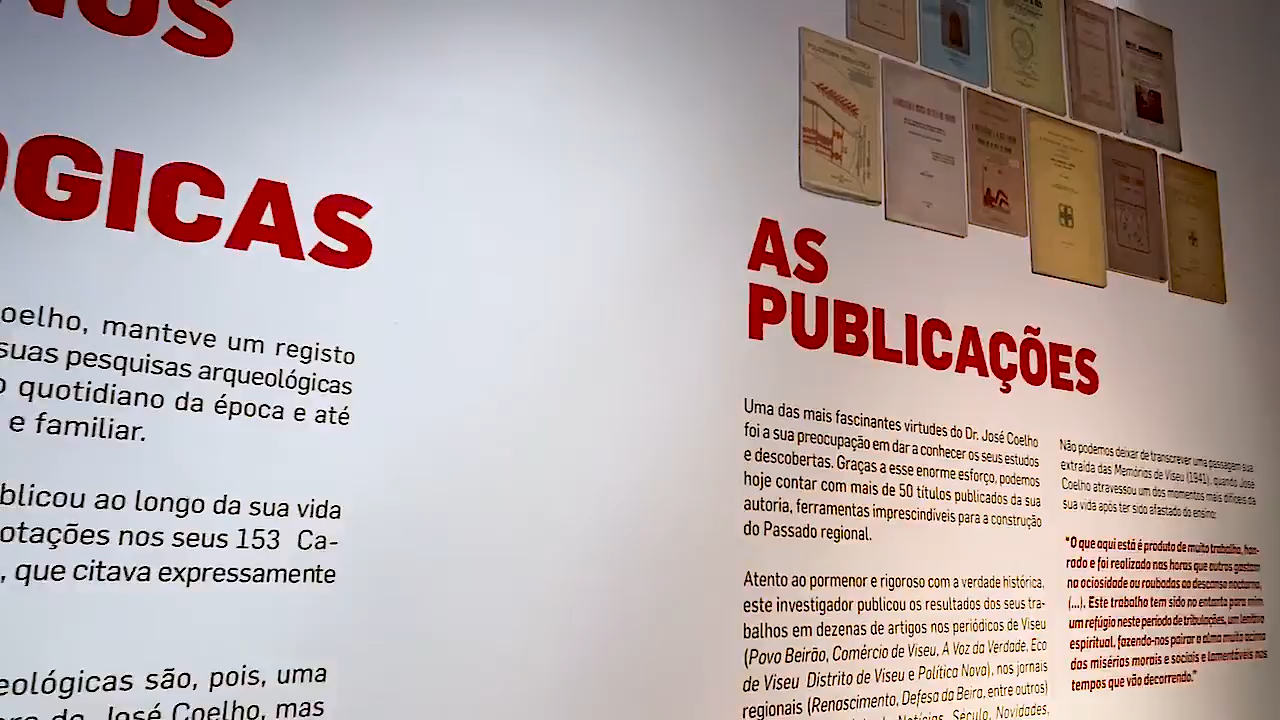 NOS
ÓGICAS
oelho, manteve um registo
suas pesquisas arqueológicas
o quotidiano da época e até
e familiar.
blicou ao longo da sua vida
otações nos seus 153 Ca-
, que citava expressamente
eológicas são, pois, uma
José Coelho, mas
AS
PUBLICAÇÕES
Uma das mais fascinantes virtudes do Dr. José Coelho
foi a sua preocupação em dar a conhecer os seus estudos
e descobertas. Graças a esse enorme esforço, podemos
hoje contar com mais de 50 títulos publicados da sua
autoria, ferramentas imprescindíveis para a construção
do Passado regional.
Atento ao pormenor e rigoroso com a verdade histórica,
este investigador publicou os resultados dos seus tra-
balhos em dezenas de artigos nos periódicos de Viseu
(Povo Beirão, Comércio de Viseu, A Voz da Verdade, Eco
de Viseu Distrito de Viseu e Política Nova), nos jornais
regionais (Renascimento, Defesa da Beira, entre outros)
Notícias, Século, Novidades,
Não podemos deixar de transcrever uma passagem sua
extraída das Memórias de Viseu (1941), quando José
Coelho atravessou um dos momentos mais difíceis da
sua vida após ter sido afastado do ensino:
"O que aqui está é produto de muito trabalho, hon-
rado e foi realizado nas horas que outros gastam
na ociosidade ou roubadas ao descanso nocturno,
(...). Este trabalho tem sido no entanto para mim
um refúgio neste período de tribulações, um lenitivo
espiritual, fazendo-nos pairar a alma muito acima
das misérias morais e sociais e lamentáveis nos
tempos que vão decorrendo."